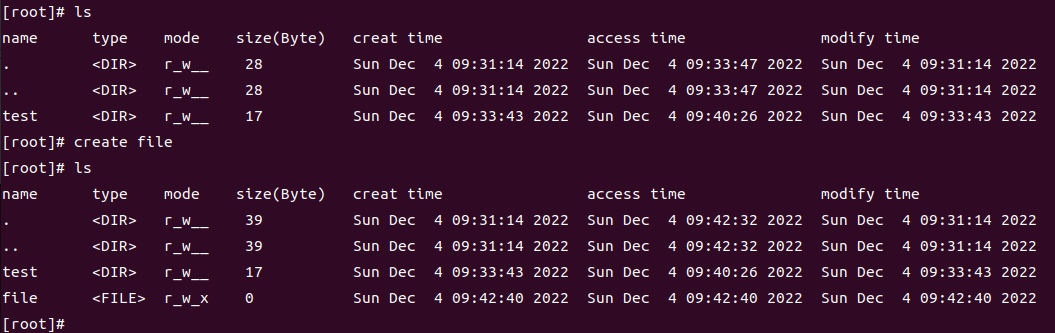 [root]# ls
name      type    mode    size(Byte)   creat time                access time               modify time
.         <DIR>   r_w__    28          Sun Dec  4 09:31:14 2022  Sun Dec  4 09:33:47 2022  Sun Dec  4 09:31:14 2022
..        <DIR>   r_w__    28          Sun Dec  4 09:31:14 2022  Sun Dec  4 09:33:47 2022  Sun Dec  4 09:31:14 2022
test      <DIR>   r_w__    17          Sun Dec  4 09:33:43 2022  Sun Dec  4 09:40:26 2022  Sun Dec  4 09:33:43 2022
[root]# create file
[root]# ls
name      type    mode    size(Byte)   creat time                access time               modify time
.         <DIR>   r_w__    39          Sun Dec  4 09:31:14 2022  Sun Dec  4 09:42:32 2022  Sun Dec  4 09:31:14 2022
..        <DIR>   r_w__    39          Sun Dec  4 09:31:14 2022  Sun Dec  4 09:42:32 2022  Sun Dec  4 09:31:14 2022
test      <DIR>   r_w__    17          Sun Dec  4 09:33:43 2022  Sun Dec  4 09:40:26 2022  Sun Dec  4 09:33:43 2022
file      <FILE>  r_w_x    0           Sun Dec  4 09:42:40 2022  Sun Dec  4 09:42:40 2022  Sun Dec  4 09:42:40 2022
[root]#